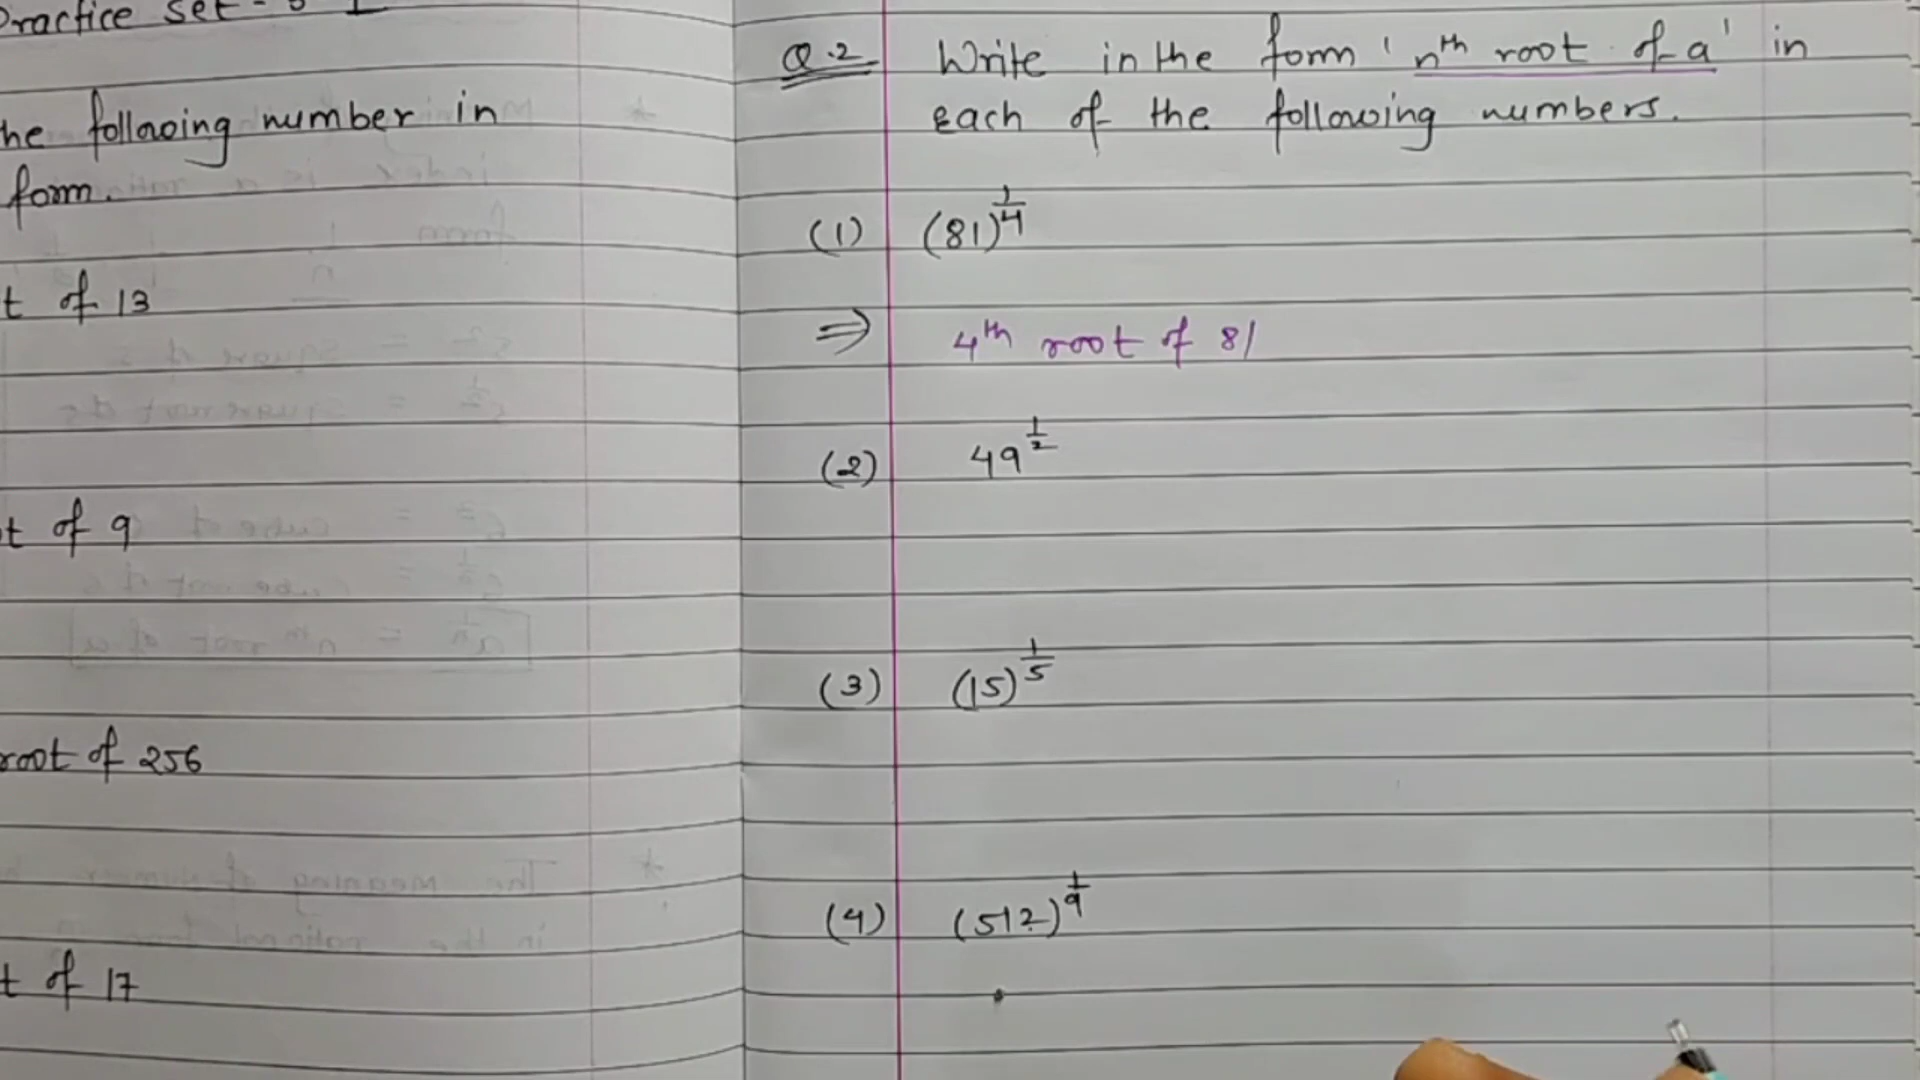 Practice set-
he following number in
form.
t of 13
t of 9
root of 256
t of 17
Q.2 Write in the form 'nth root of a' in
each of the following numbers.
(1) (81)^1/4
⇒ 4th root of 81
(2) 49^1/2
(3) (15)^1/5
(4) (512)^1/9